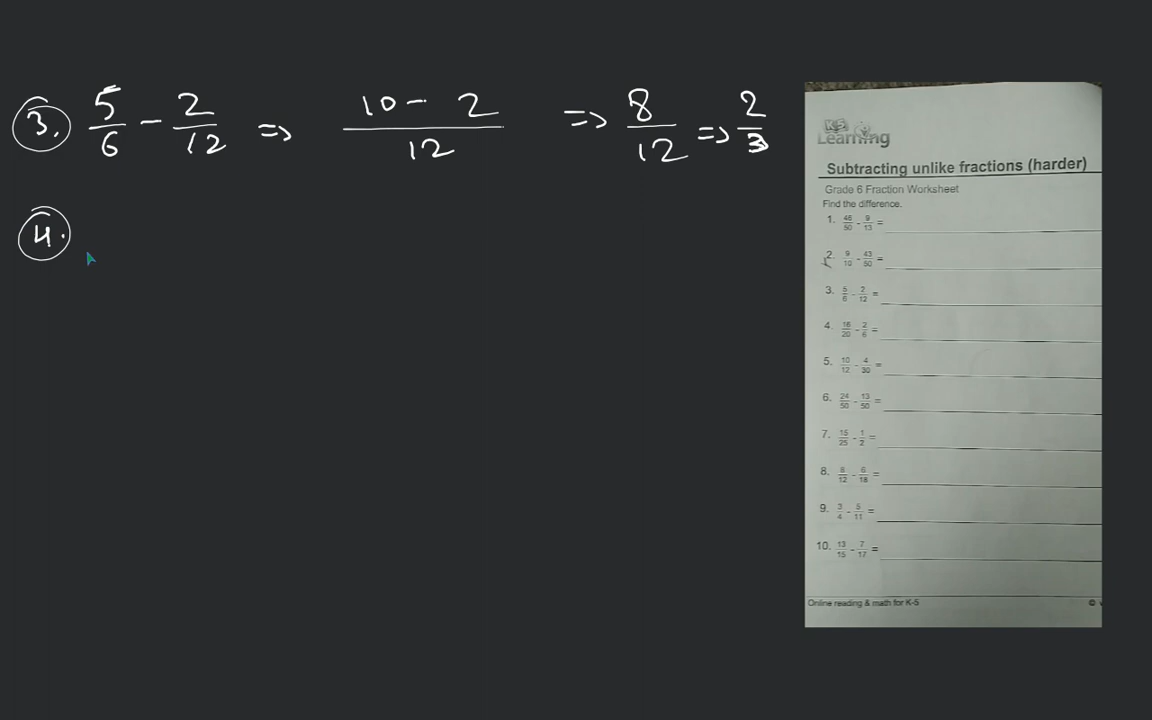 3. 5/6 - 2/12 => 10 - 2/12 => 8/12 => 2/3
4.
K5 Learning
Subtracting unlike fractions (harder)
Grade 6 Fraction Worksheet
Find the difference.
1. 46/50 - 9/13 =
2. 9/10 - 43/50 =
3. 5/6 - 2/12 =
4. 16/20 - 2/6 =
5. 10/12 - 4/30 =
6. 24/50 - 13/50 =
7. 15/25 - 1/2 =
8. 8/12 - 6/18 =
9. 3/4 - 5/11 =
10. 13/15 - 7/17 =
Online reading & math for K-5 ©